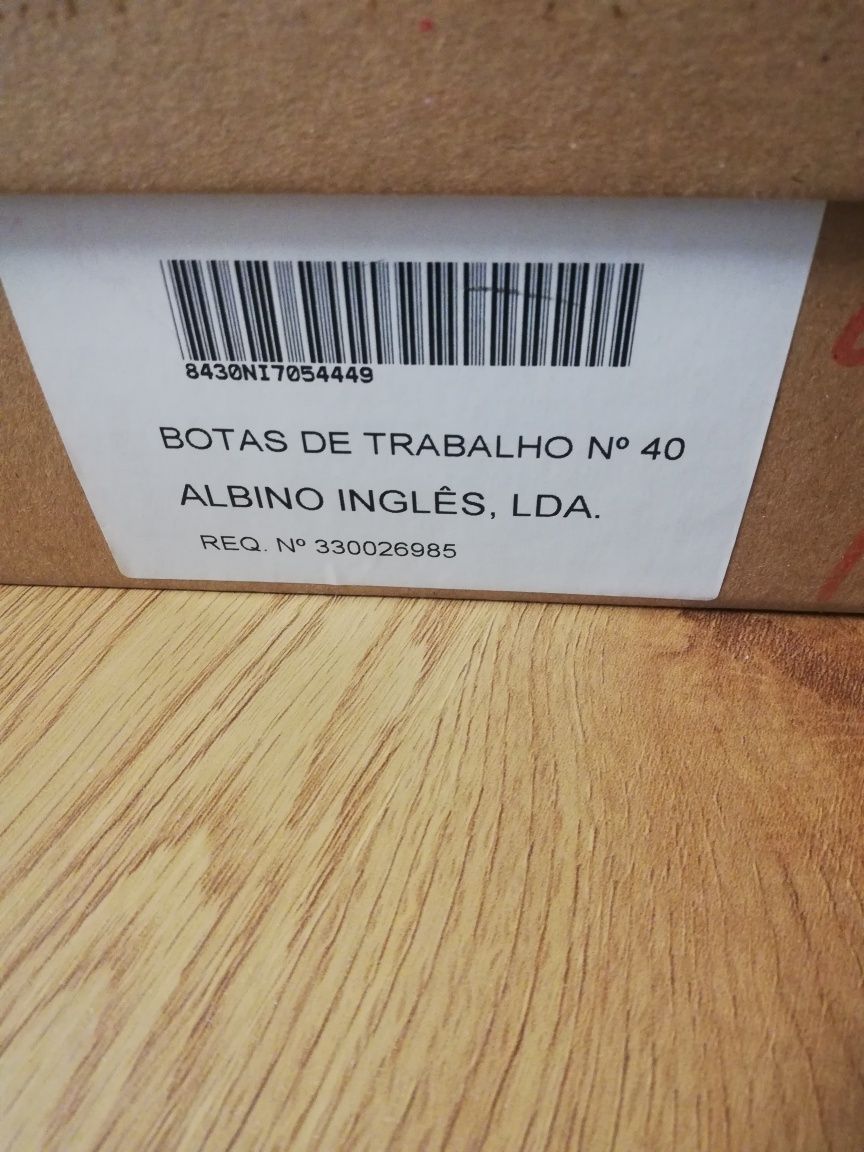 8430NI7054449
BOTAS DE TRABALHO Nº 40
ALBINO INGLÊS, LDA.
REQ. Nº 330026985